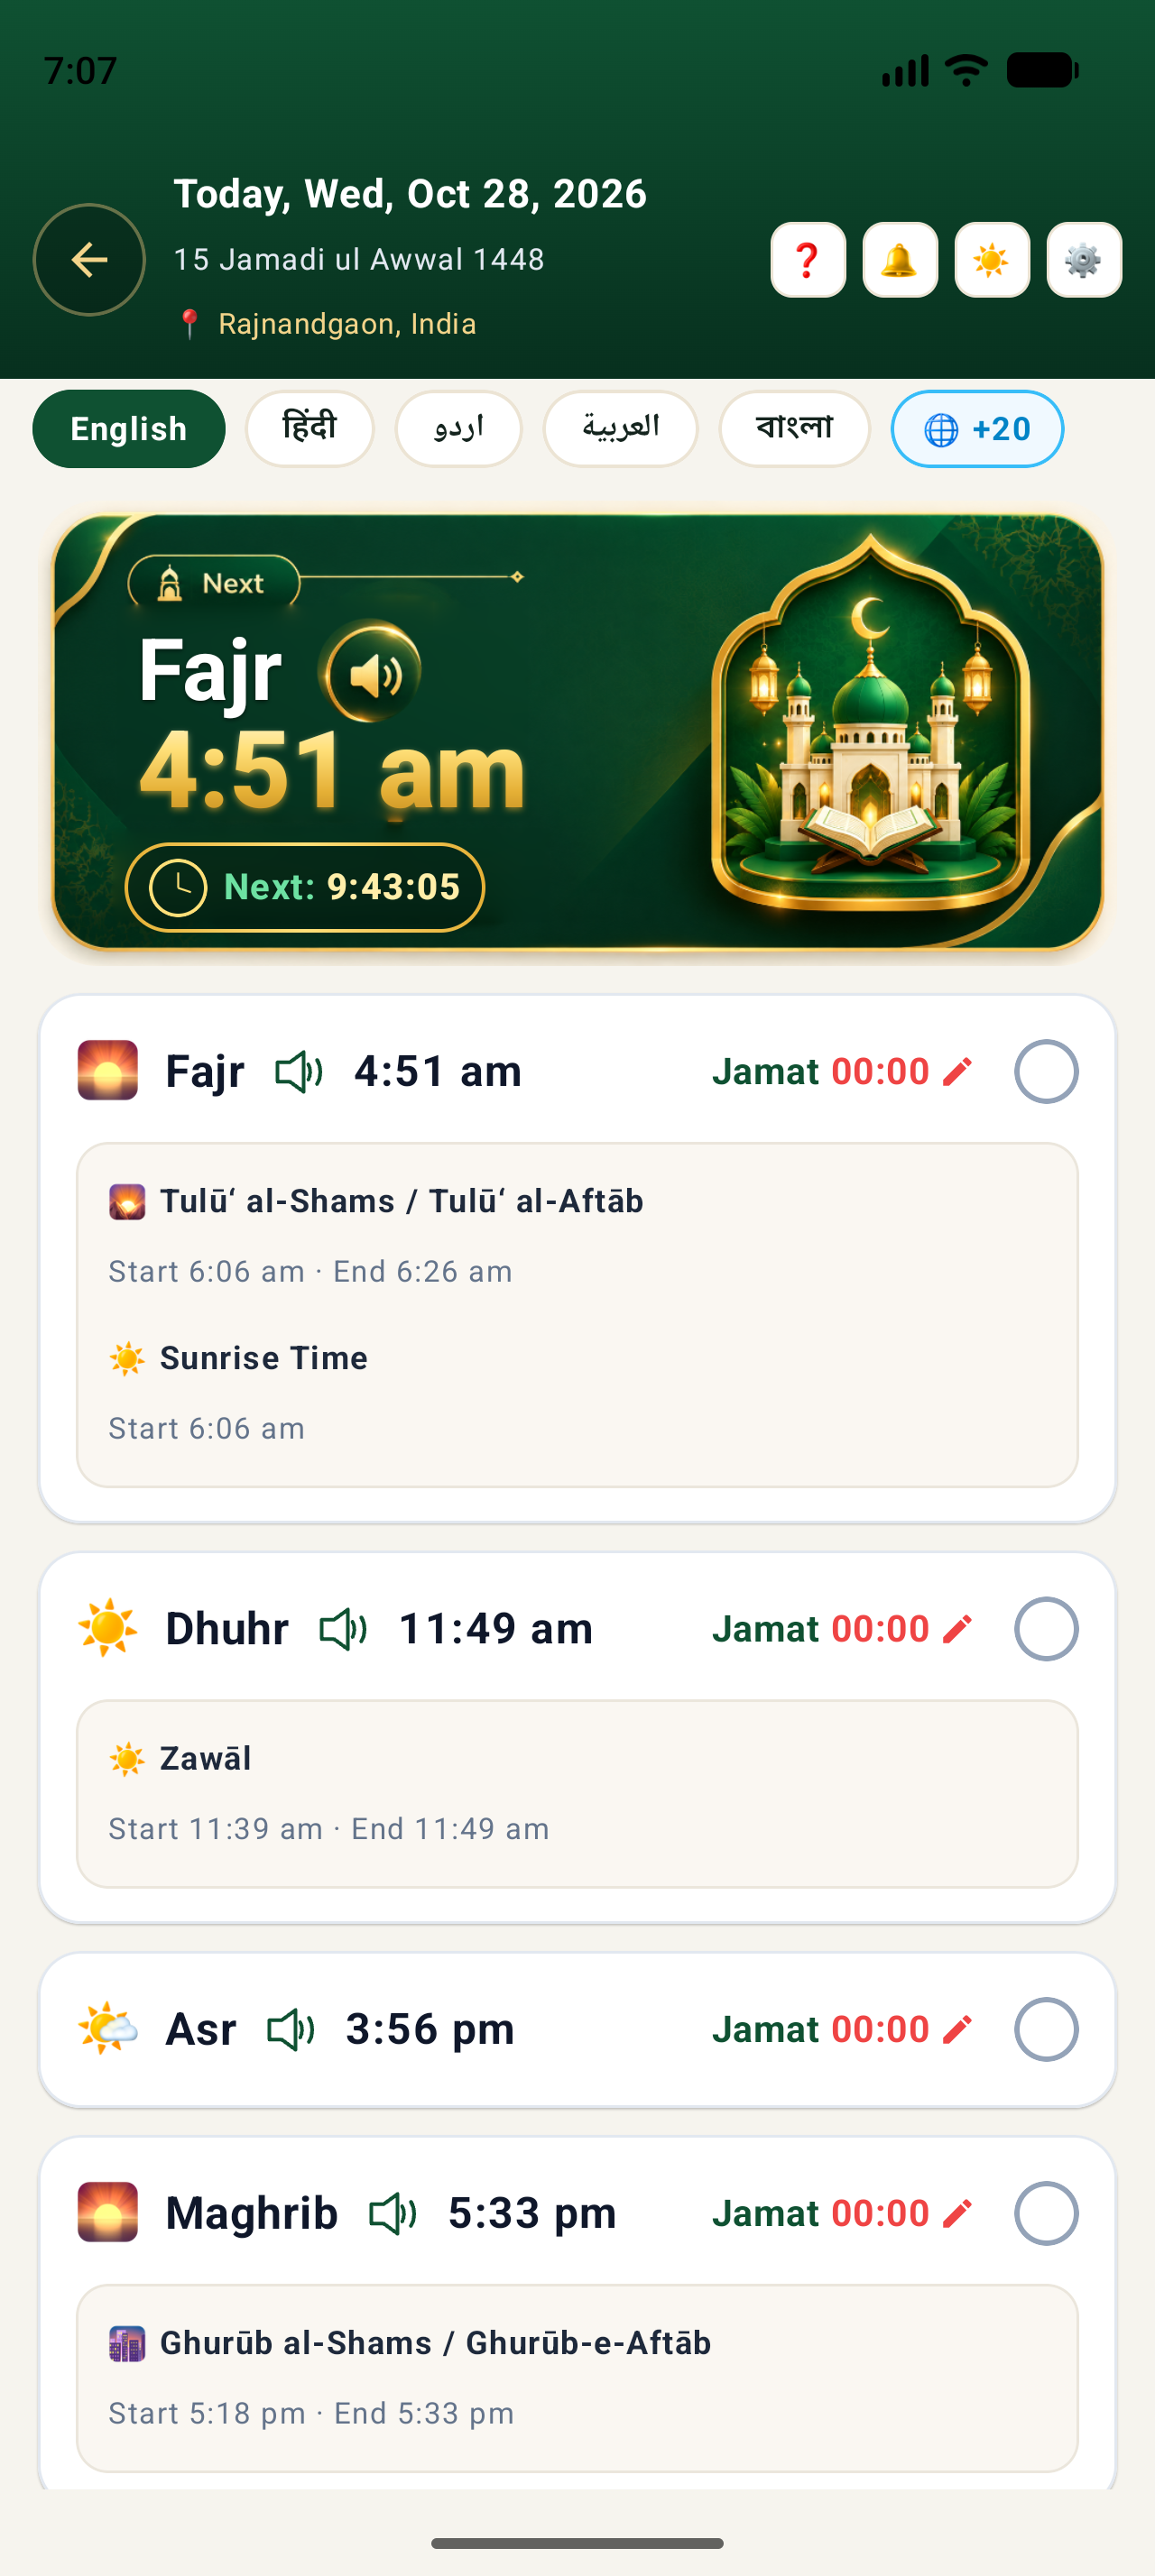 7:07
Today, Wed, Oct 28, 2026
15 Jamadi ul Awwal 1448
📍 Rajnandgaon, India
❓ 🔔 ☀️ ⚙️
English हिंदी اردو العربية বাংলা 🌐 +20
Next
Fajr
4:51 am
Next: 9:43:05
Fajr 4:51 am Jamat 00:00
Tulū‘ al-Shams / Tulū‘ al-Aftāb
Start 6:06 am · End 6:26 am
Sunrise Time
Start 6:06 am
Dhuhr 11:49 am Jamat 00:00
Zawāl
Start 11:39 am · End 11:49 am
Asr 3:56 pm Jamat 00:00
Maghrib 5:33 pm Jamat 00:00
Ghurūb al-Shams / Ghurūb-e-Aftāb
Start 5:18 pm · End 5:33 pm